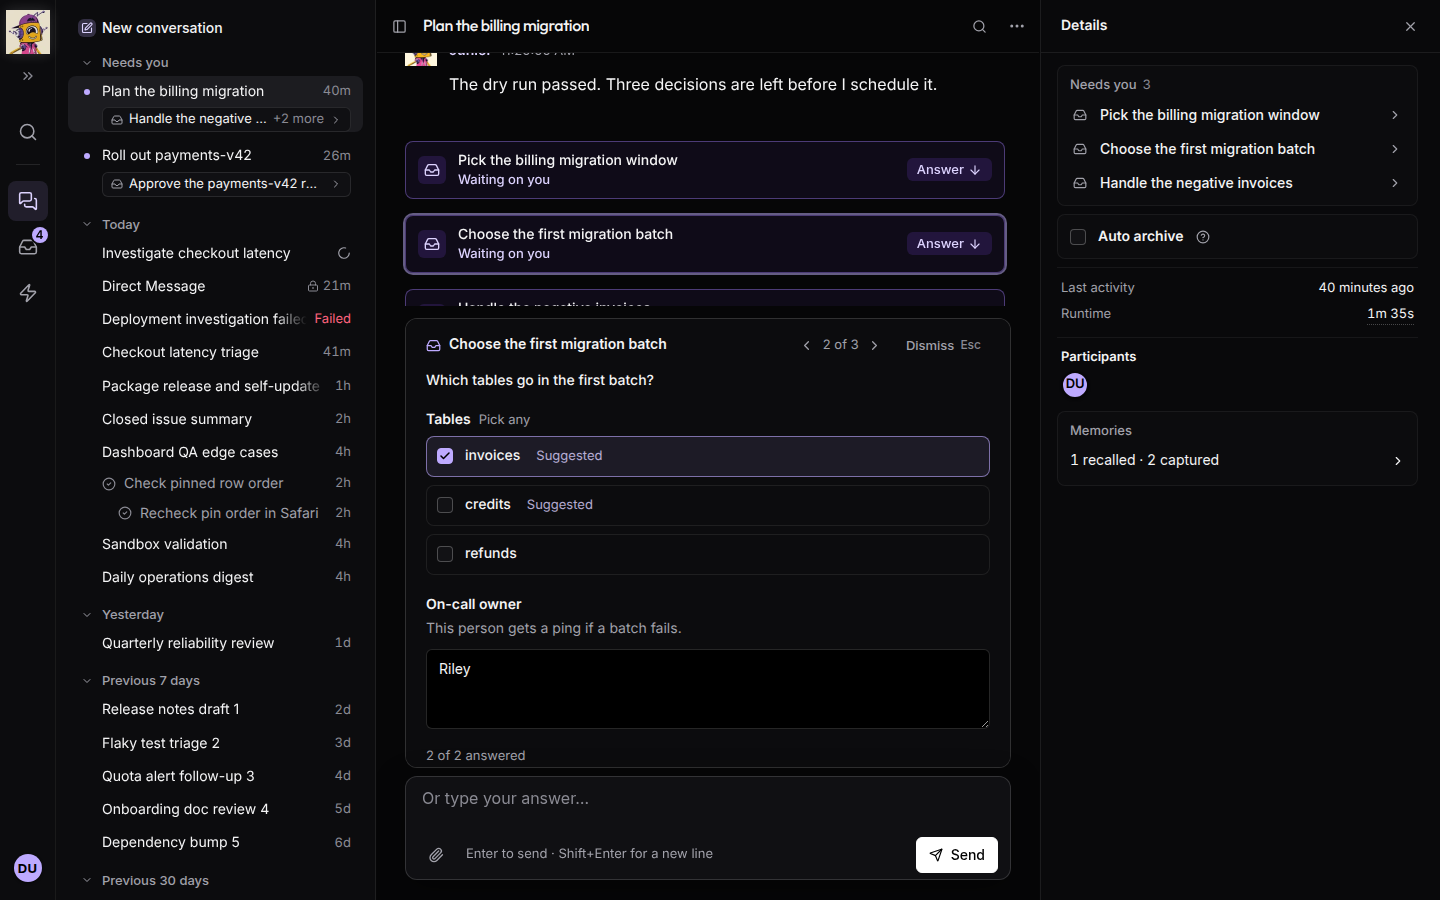 New conversation
Needs you
Plan the billing migration 40m
Handle the negative ... +2 more
Roll out payments-v42 26m
Approve the payments-v42 r...
Today
Investigate checkout latency
Direct Message 21m
Deployment investigation failed Failed
Checkout latency triage 41m
Package release and self-update 1h
Closed issue summary 2h
Dashboard QA edge cases 4h
Check pinned row order 2h
Recheck pin order in Safari 2h
Sandbox validation 4h
Daily operations digest 4h
Yesterday
Quarterly reliability review 1d
Previous 7 days
Release notes draft 1 2d
Flaky test triage 2 3d
Quota alert follow-up 3 4d
Onboarding doc review 4 5d
Dependency bump 5 6d
Previous 30 days
4
DU
Plan the billing migration
The dry run passed. Three decisions are left before I schedule it.
Pick the billing migration window
Waiting on you
Answer
Choose the first migration batch
Waiting on you
Answer
Handle the negative invoices
Choose the first migration batch 2 of 3 Dismiss Esc
Which tables go in the first batch?
Tables Pick any
invoices Suggested
credits Suggested
refunds
On-call owner
This person gets a ping if a batch fails.
Riley
2 of 2 answered
Or type your answer...
Enter to send · Shift+Enter for a new line
Send
Details
Needs you 3
Pick the billing migration window
Choose the first migration batch
Handle the negative invoices
Auto archive
Last activity 40 minutes ago
Runtime 1m 35s
Participants
DU
Memories
1 recalled · 2 captured